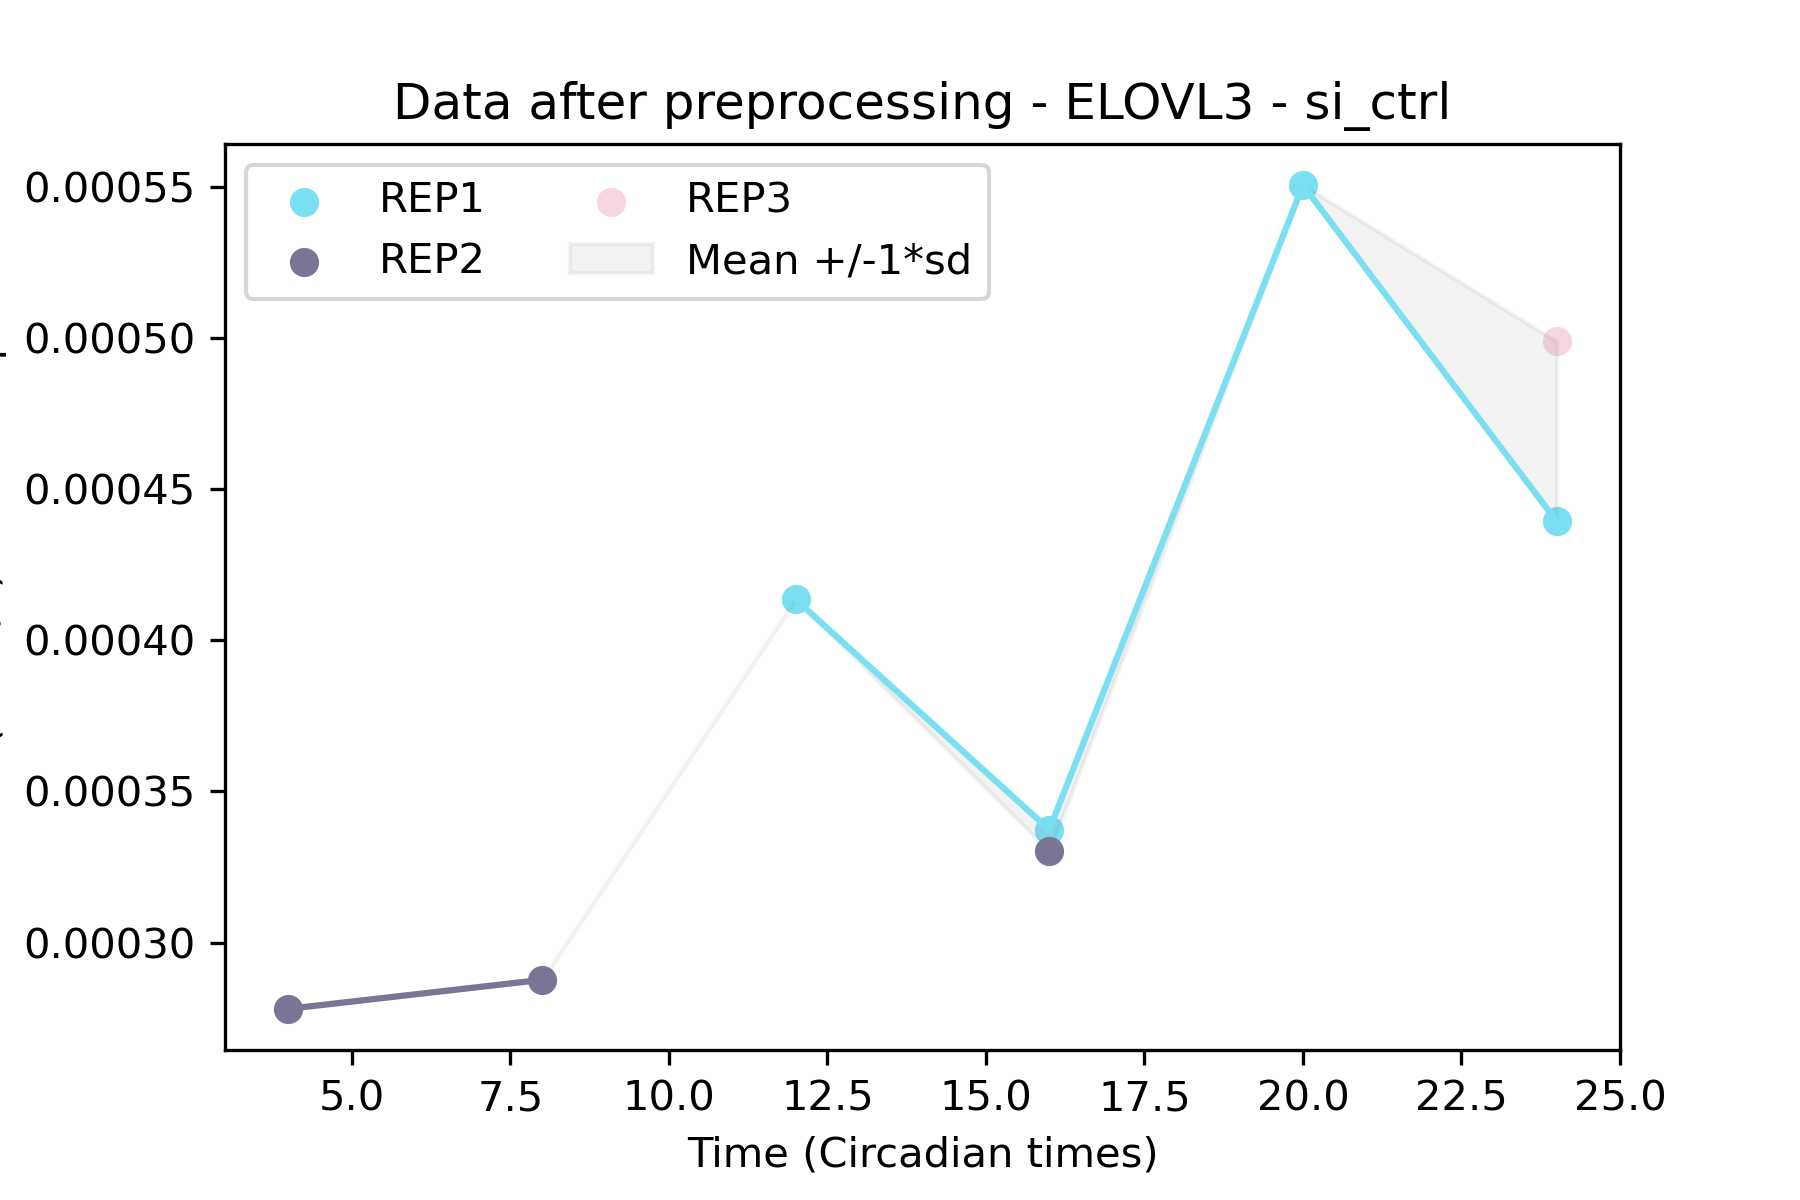 Data after preprocessing - ELOVL3 - si_ctrl
REP1
REP2
REP3
Mean +/-1*sd
0.00055
0.00050
0.00045
0.00040
0.00035
0.00030
5.0 7.5 10.0 12.5 15.0 17.5 20.0 22.5 25.0
Time (Circadian times)